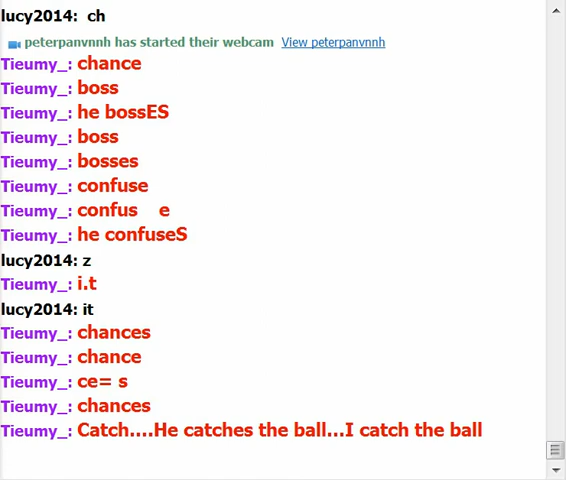 lucy2014: ch
peterpanvnnh has started their webcam View peterpanvnnh
Tieumy_: chance
Tieumy_: boss
Tieumy_: he bossES
Tieumy_: boss
Tieumy_: bosses
Tieumy_: confuse
Tieumy_: confus e
Tieumy_: he confuseS
lucy2014: z
Tieumy_: i.t
lucy2014: it
Tieumy_: chances
Tieumy_: chance
Tieumy_: ce= s
Tieumy_: chances
Tieumy_: Catch....He catches the ball...I catch the ball